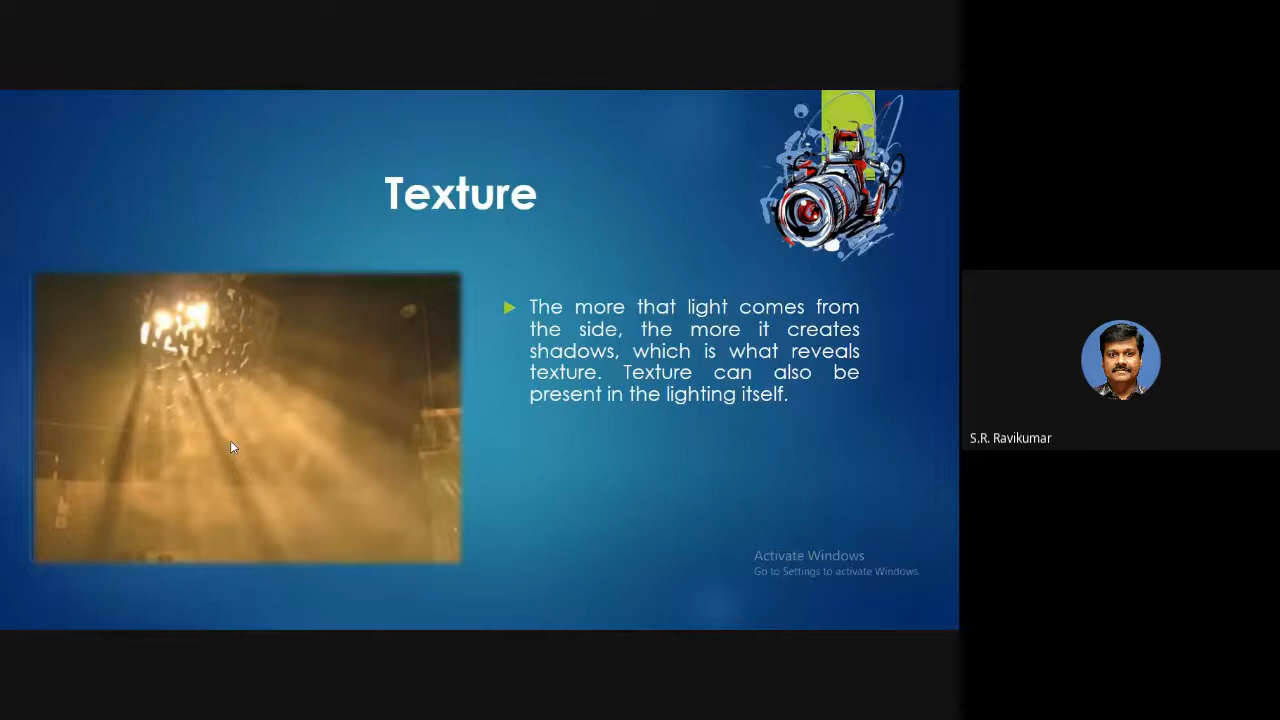 Texture
The more that light comes from
the side, the more it creates
shadows, which is what reveals
texture. Texture can also be
present in the lighting itself.
Activate Windows
Go to Settings to activate Windows.
S.R. Ravikumar